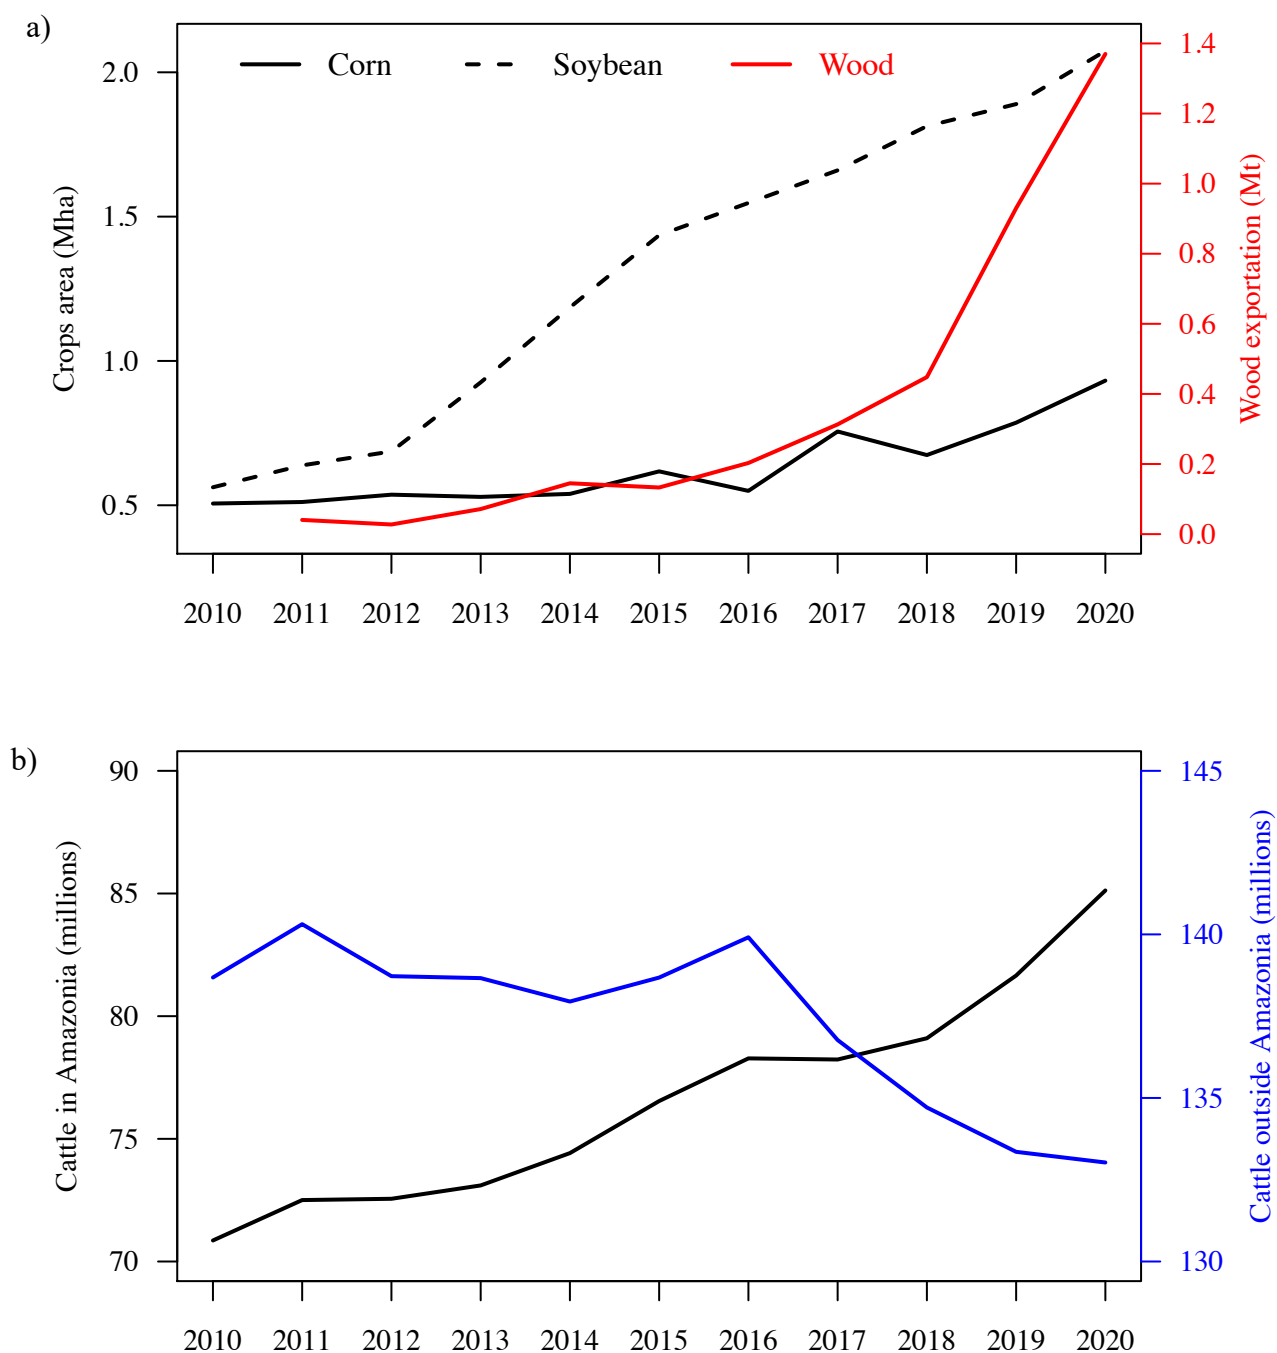 a)
Corn Soybean Wood
Crops area (Mha)
2.0
1.5
1.0
0.5
Wood exportation (Mt)
1.4
1.2
1.0
0.8
0.6
0.4
0.2
0.0
2010 2011 2012 2013 2014 2015 2016 2017 2018 2019 2020
b)
Cattle in Amazonia (millions)
90
85
80
75
70
Cattle outside Amazonia (millions)
145
140
135
130
2010 2011 2012 2013 2014 2015 2016 2017 2018 2019 2020